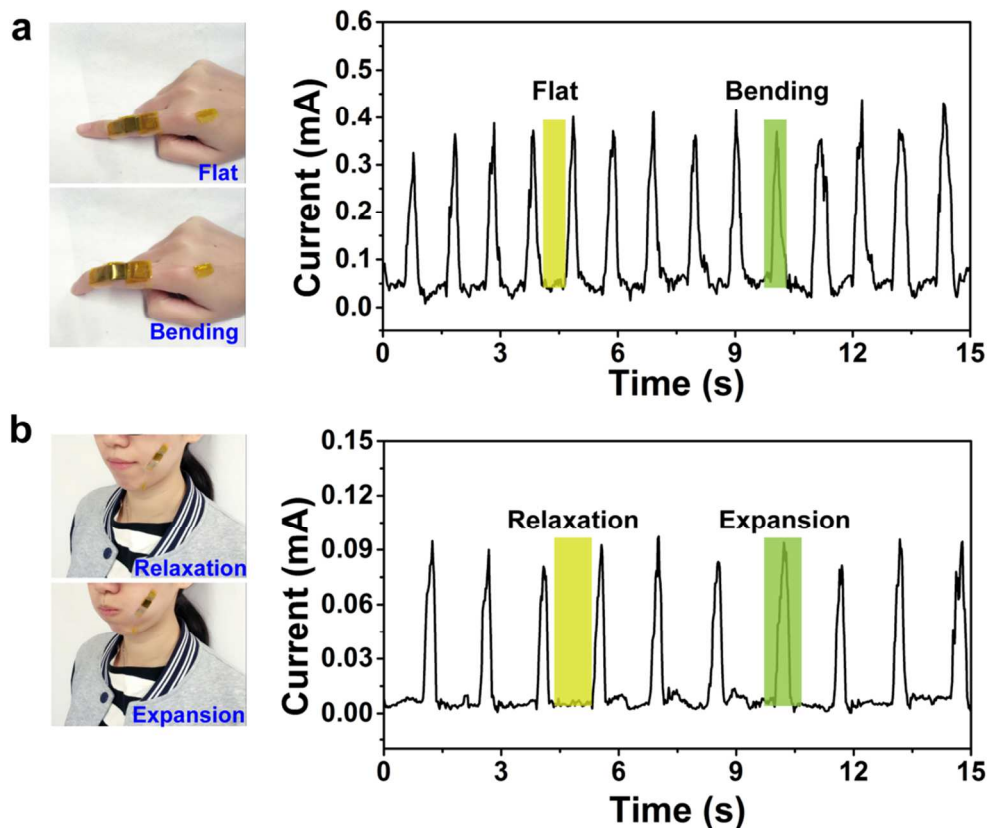 a
Flat
Bending
Current (mA)
0.6
0.5
0.4
0.3
0.2
0.1
0.0
Flat
Bending
0 3 6 9 12 15
Time (s)
b
Relaxation
Expansion
Current (mA)
0.15
0.12
0.09
0.06
0.03
0.00
Relaxation
Expansion
0 3 6 9 12 15
Time (s)